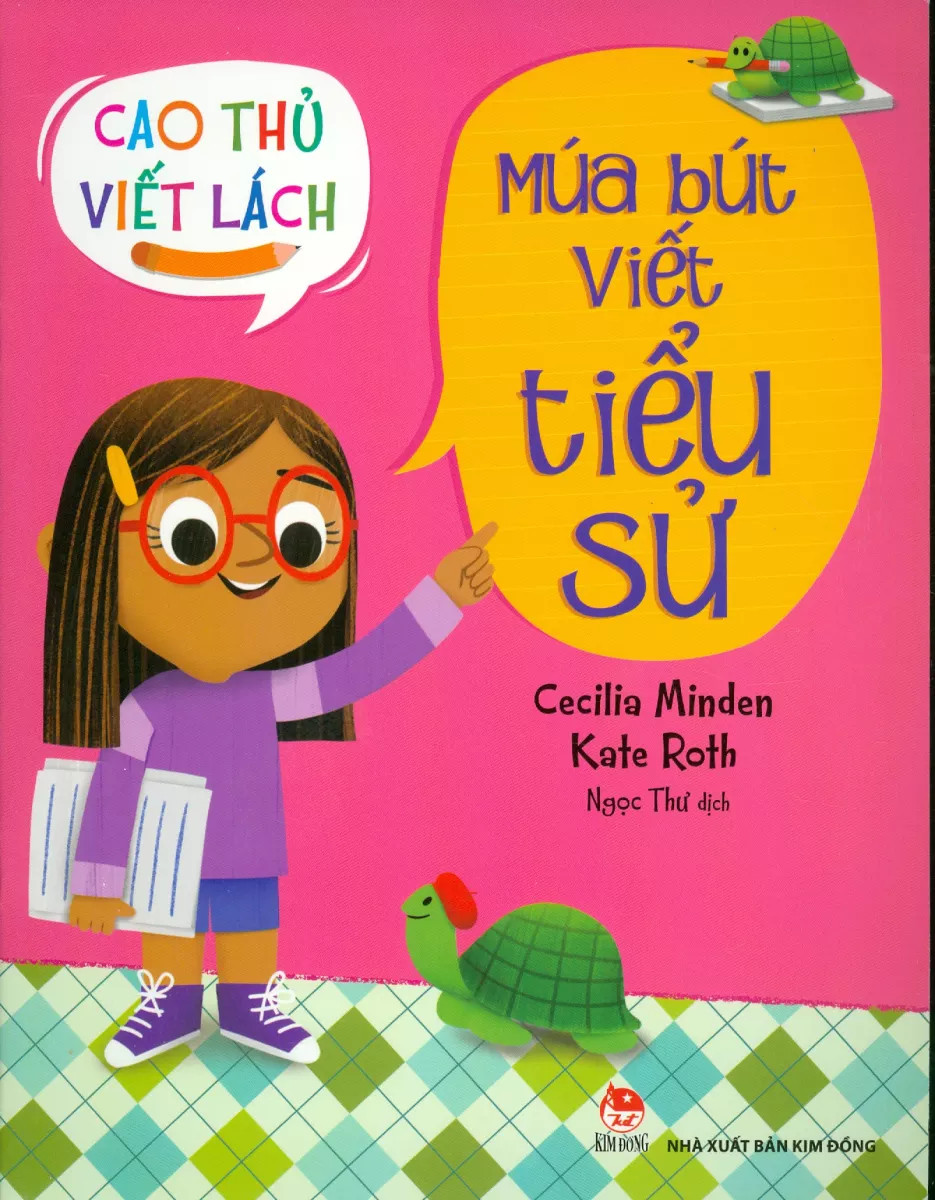 CAO THỦ
VIẾT LÁCH
Múa bút
viết
tiểu
sử
Cecilia Minden
Kate Roth
Ngọc Thư dịch
két
KIM ĐỒNG
NHÀ XUẤT BẢN KIM ĐỒNG